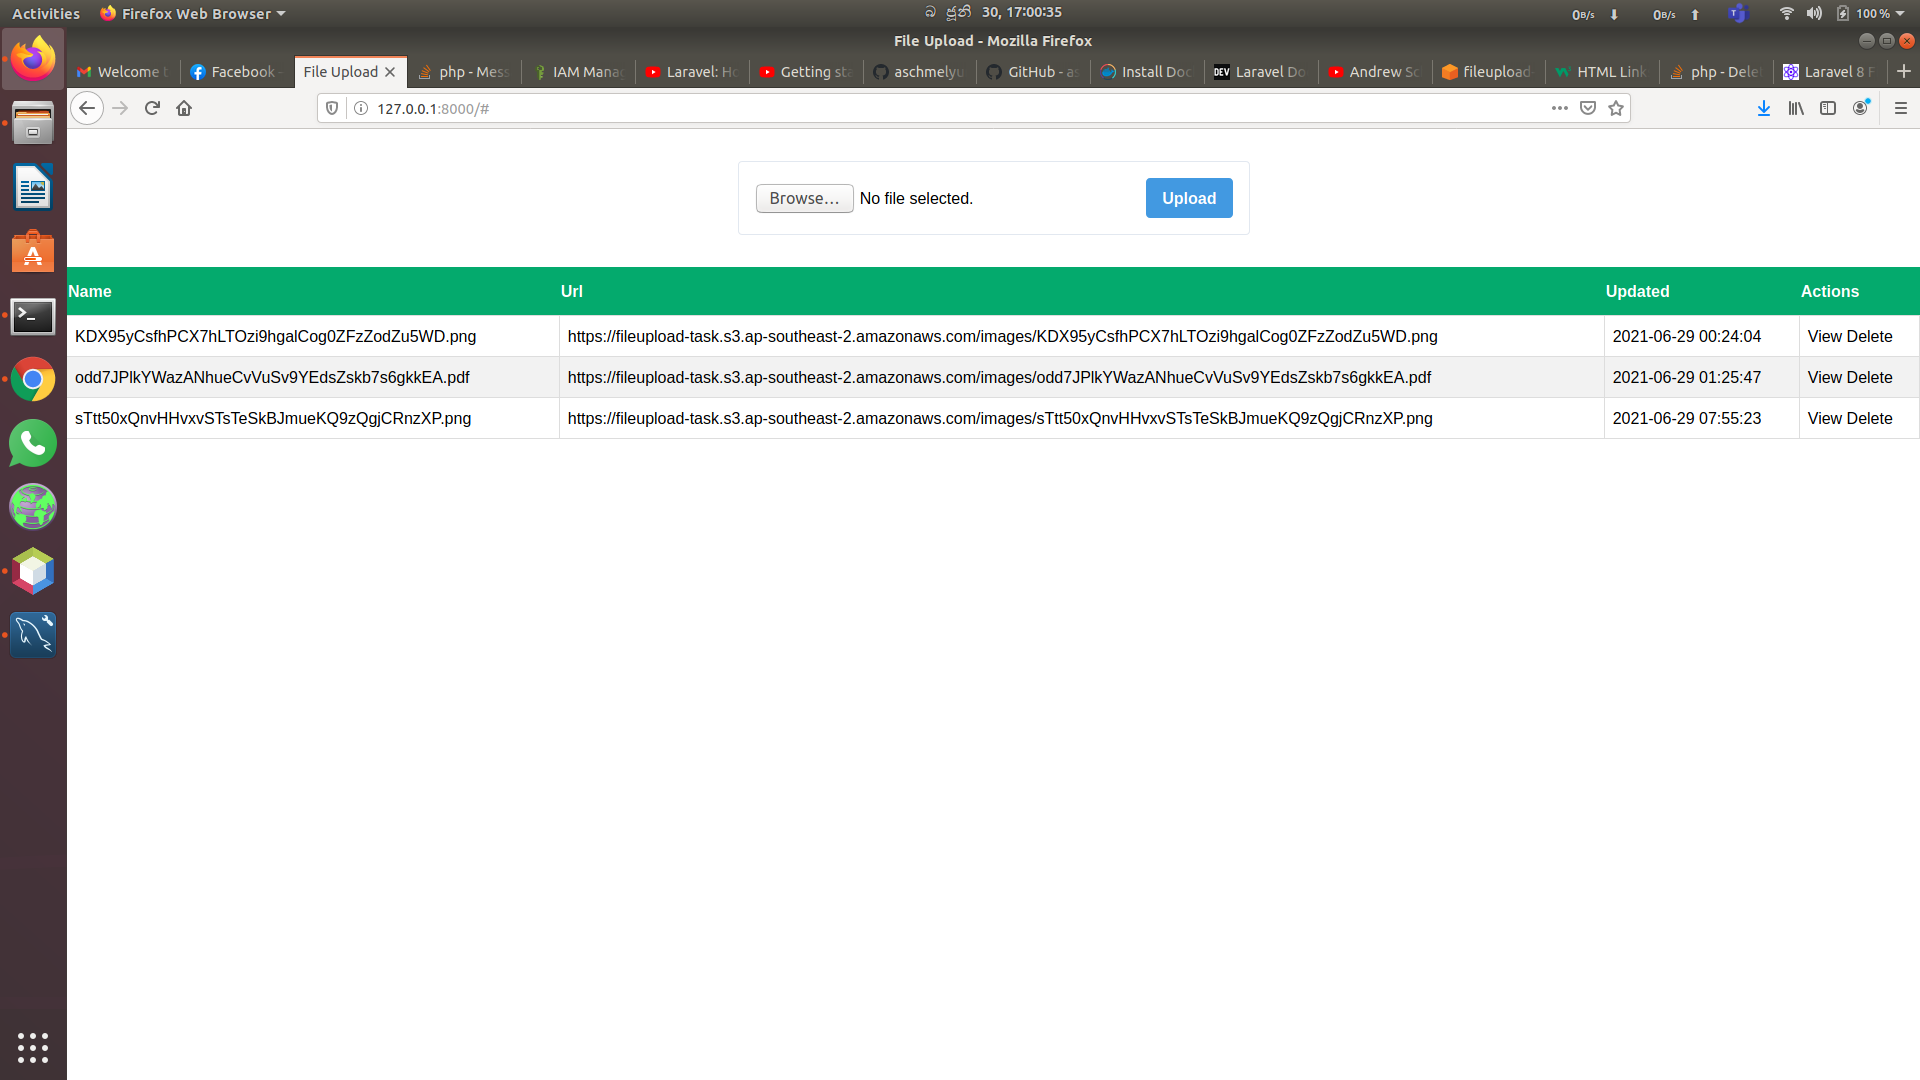 Activities Firefox Web Browser බ ජූනි 30, 17:00:35 0B/s 0B/s 100 %
File Upload - Mozilla Firefox
Welcome t Facebook - File Upload php - Mess IAM Mana Laravel: Ho Getting sta aschmelyu GitHub - as Install Doc DEV Laravel Do Andrew Sc fileupload- HTML Link php - Delet Laravel 8 F
127.0.0.1:8000/#
Browse… No file selected. Upload
Name Url Updated Actions
KDX95yCsfhPCX7hLTOzi9hgalCog0ZFzZodZu5WD.png https://fileupload-task.s3.ap-southeast-2.amazonaws.com/images/KDX95yCsfhPCX7hLTOzi9hgalCog0ZFzZodZu5WD.png 2021-06-29 00:24:04 View Delete
odd7JPlkYWazANhueCvVuSv9YEdsZskb7s6gkkEA.pdf https://fileupload-task.s3.ap-southeast-2.amazonaws.com/images/odd7JPlkYWazANhueCvVuSv9YEdsZskb7s6gkkEA.pdf 2021-06-29 01:25:47 View Delete
sTtt50xQnvHHvxvSTsTeSkBJmueKQ9zQgjCRnzXP.png https://fileupload-task.s3.ap-southeast-2.amazonaws.com/images/sTtt50xQnvHHvxvSTsTeSkBJmueKQ9zQgjCRnzXP.png 2021-06-29 07:55:23 View Delete